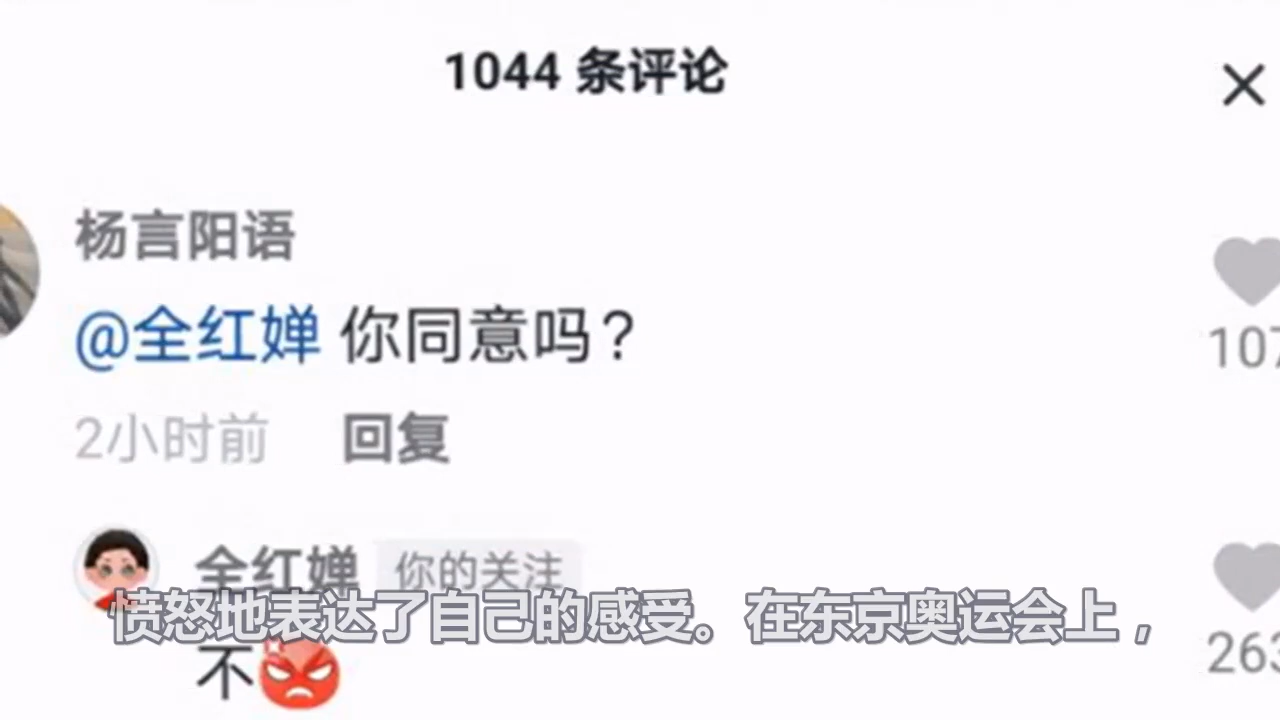 1044 条评论
杨言阳语
@全红婵 你同意吗？
107
2小时前 回复
全红婵 你的关注
愤怒地表达了自己的感受。在东京奥运会上，
不
263